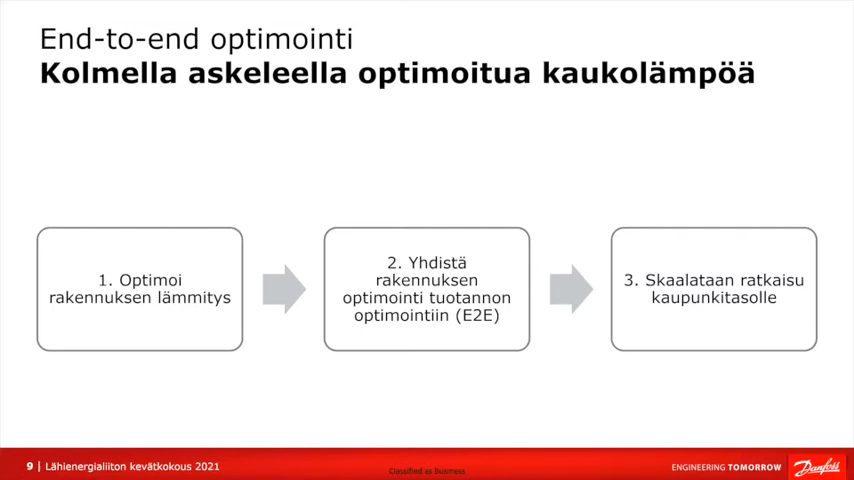 End-to-end optimointi
Kolmella askeleella optimoitua kaukolämpöä
1. Optimoi
rakennuksen lämmitys
2. Yhdistä
rakennuksen
optimointi tuotannon
optimointiin (E2E)
3. Skaalataan ratkaisu
kaupunkitasolle
9 | Lähienergialiiton kevätkokous 2021
Classified as Business
ENGINEERING TOMORROW
Danfoss